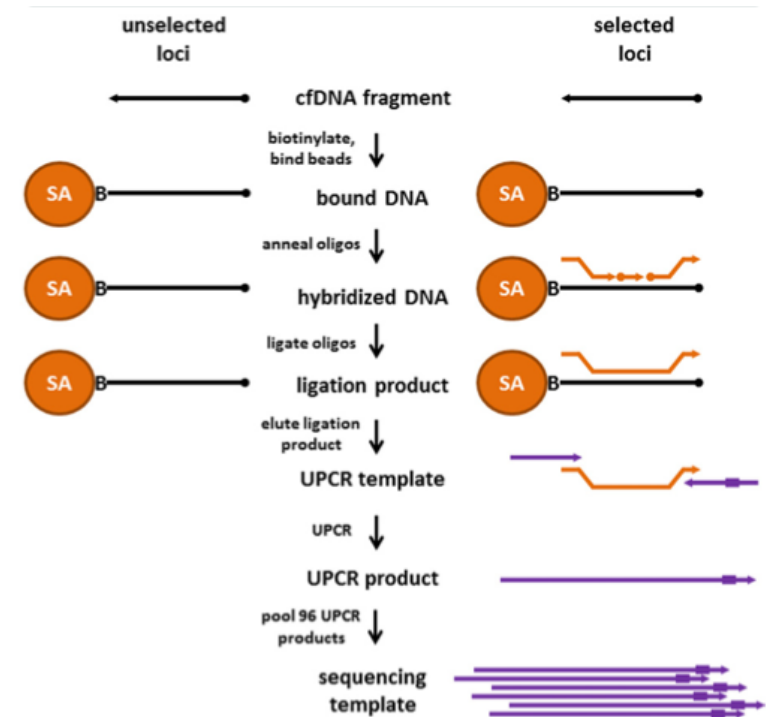 unselected
loci
selected
loci
cfDNA fragment
biotinylate,
bind beads
SA B
bound DNA
SA B
anneal oligos
SA B
hybridized DNA
SA B
ligate oligos
SA B
ligation product
SA B
elute ligation
product
UPCR template
UPCR
UPCR product
pool 96 UPCR
products
sequencing
template